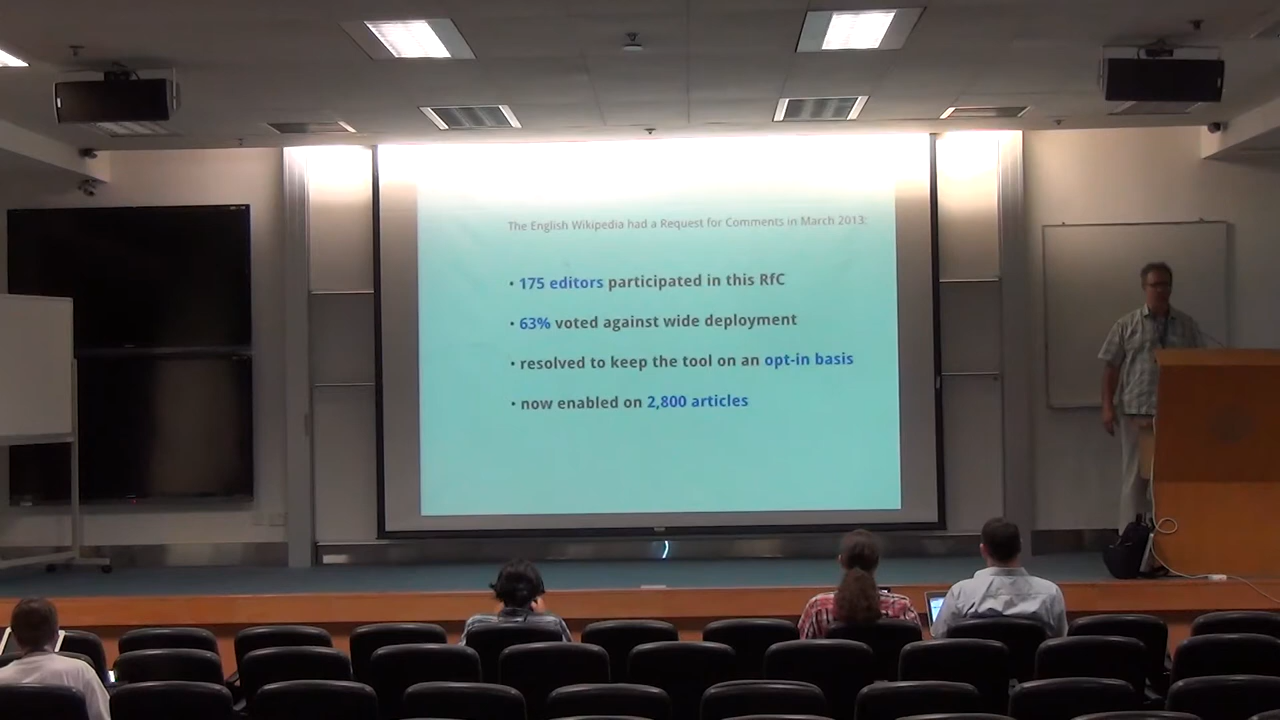 The English Wikipedia had a Request for Comments in March 2013:
• 175 editors participated in this RfC
• 63% voted against wide deployment
• resolved to keep the tool on an opt-in basis
• now enabled on 2,800 articles